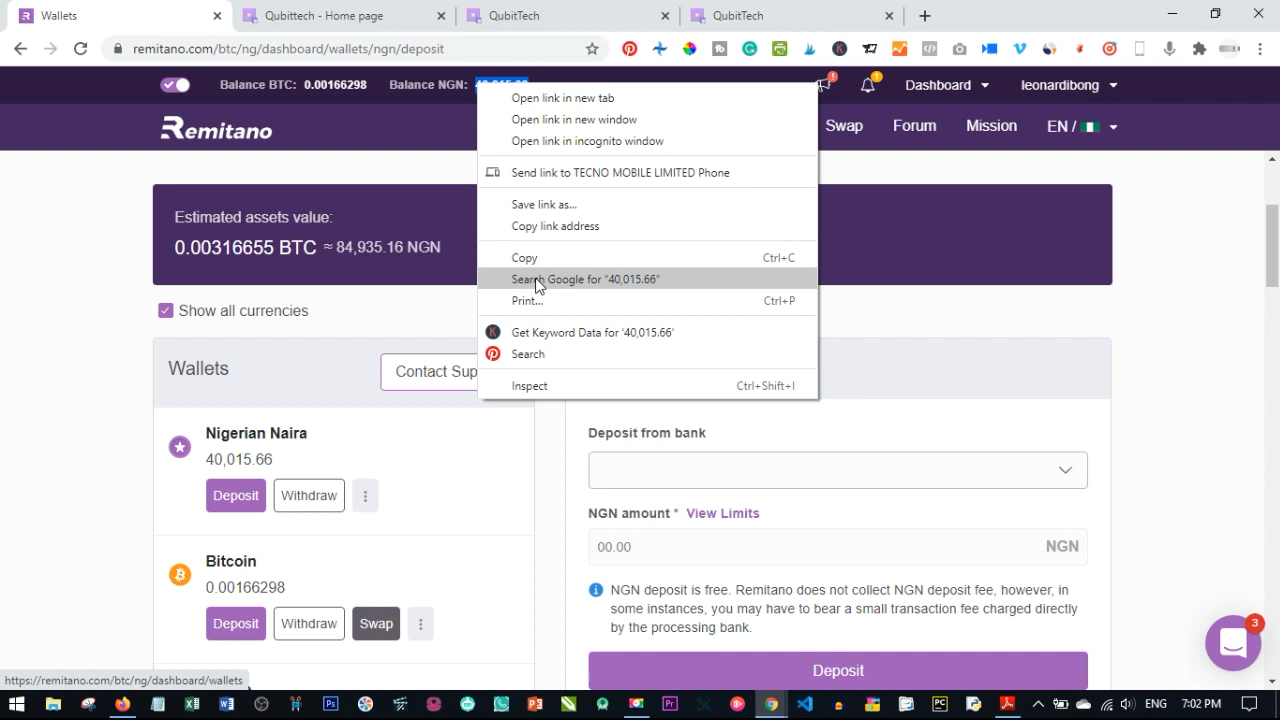 Wallets
Qubittech - Home page
QubitTech
QubitTech
remitano.com/btc/ng/dashboard/wallets/ngn/deposit
Balance BTC: 0.00166298
Balance NGN:
Dashboard
leonardibong
Remitano
Swap
Forum
Mission
EN /
Open link in new tab
Open link in new window
Open link in incognito window
Send link to TECNO MOBILE LIMITED Phone
Save link as...
Copy link address
Copy Ctrl+C
Search Google for "40,015.66"
Print... Ctrl+P
Get Keyword Data for '40,015.66'
Search
Inspect Ctrl+Shift+I
Estimated assets value:
0.00316655 BTC ≈ 84,935.16 NGN
Show all currencies
Wallets
Contact Sup
Nigerian Naira
40,015.66
Deposit
Withdraw
Bitcoin
0.00166298
Deposit
Withdraw
Swap
Deposit from bank
NGN amount * View Limits
00.00 NGN
NGN deposit is free. Remitano does not collect NGN deposit fee, however, in
some instances, you may have to bear a small transaction fee charged directly
by the processing bank.
Deposit
3
https://remitano.com/btc/ng/dashboard/wallets
ENG
7:02 PM